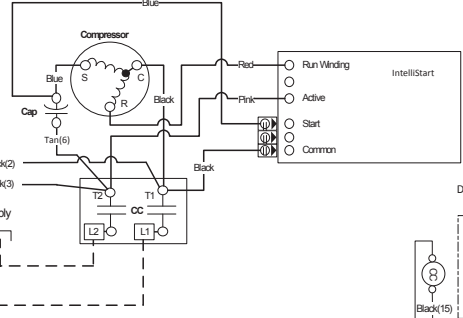 Blue
Compressor
Red
Run Winding
IntelliStart
Blue
S
C
Black
Pink
Active
R
Cap
Start
Tan(6)
Common
Black
k(2)
k(3)
T2
T1
CC
ply
L2
L1
D
Black(15)